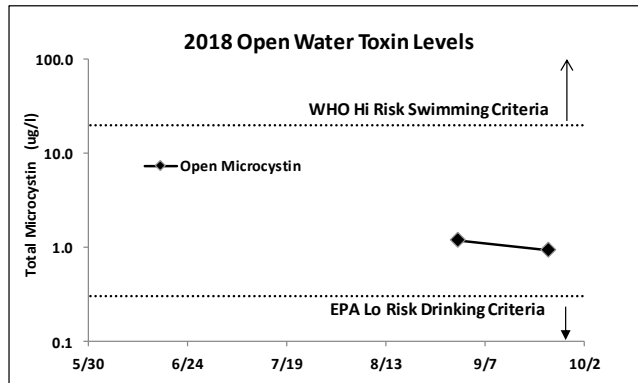 2018 Open Water Toxin Levels
100.0
WHO Hi Risk Swimming Criteria
10.0
Open Microcystin
Total Microcystin (ug/l)
1.0
EPA Lo Risk Drinking Criteria
0.1
5/30 6/24 7/19 8/13 9/7 10/2